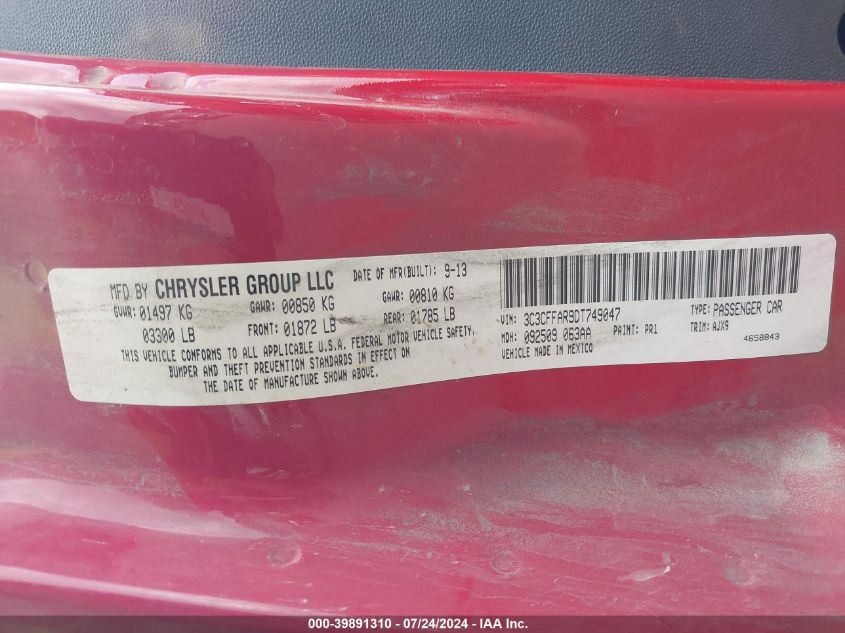 MFD BY CHRYSLER GROUP LLC
DATE OF MFR(BUILT): 9-13
GVWR: 01497 KG
GAWR: 00850 KG
GAWR: 00810 KG
03300 LB
FRONT: 01872 LB
REAR: 01785 LB
THIS VEHICLE CONFORMS TO ALL APPLICABLE U.S.A. FEDERAL MOTOR VEHICLE SAFETY,
BUMPER AND THEFT PREVENTION STANDARDS IN EFFECT ON
THE DATE OF MANUFACTURE SHOWN ABOVE.
VIN: 3C3CFFAR9DT749047
TYPE: PASSENGER CAR
MDH: 092509 063AA
PAINT: PR1
TRIM: AJX9
VEHICLE MADE IN MEXICO
4658843
000-39891310 / 07/24/2024 - IAA Inc.